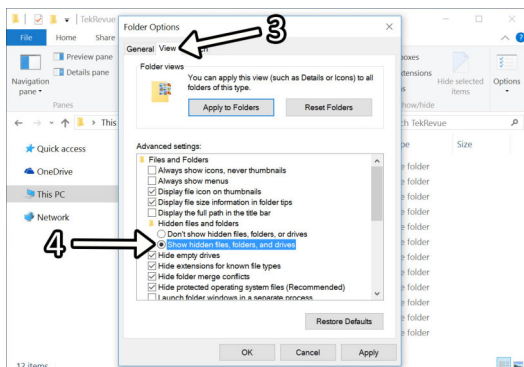 TekRevue
File
Home
Share
Navigation
pane
Preview pane
Details pane
Panes
This
Quick access
OneDrive
This PC
Network
12 items
Folder Options
3
General
View
Folder views
You can apply this view (such as Details or Icons) to all
folders of this type.
Apply to Folders
Reset Folders
Advanced settings:
Files and Folders
Always show icons, never thumbnails
Always show menus
Display file icon on thumbnails
Display file size information in folder tips
Display the full path in the title bar
Hidden files and folders
Don't show hidden files, folders, or drives
4
Show hidden files, folders, and drives
Hide empty drives
Hide extensions for known file types
Hide folder merge conflicts
Hide protected operating system files (Recommended)
Launch folder windows in a separate process
Restore Defaults
OK
Cancel
Apply
Hide selected
items
Options
TekRevue
Size
folder
folder
folder
folder
folder
folder
folder
folder
folder
folder
folder
folder